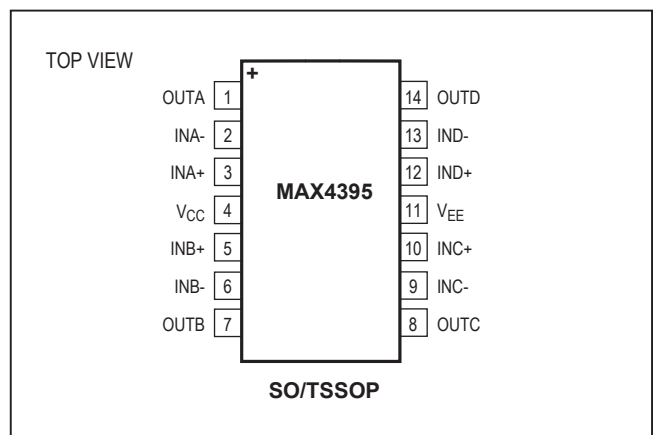 TOP VIEW
+
OUTA 1 14 OUTD
INA- 2 13 IND-
INA+ 3 12 IND+
MAX4395
VCC 4 11 VEE
INB+ 5 10 INC+
INB- 6 9 INC-
OUTB 7 8 OUTC
SO/TSSOP